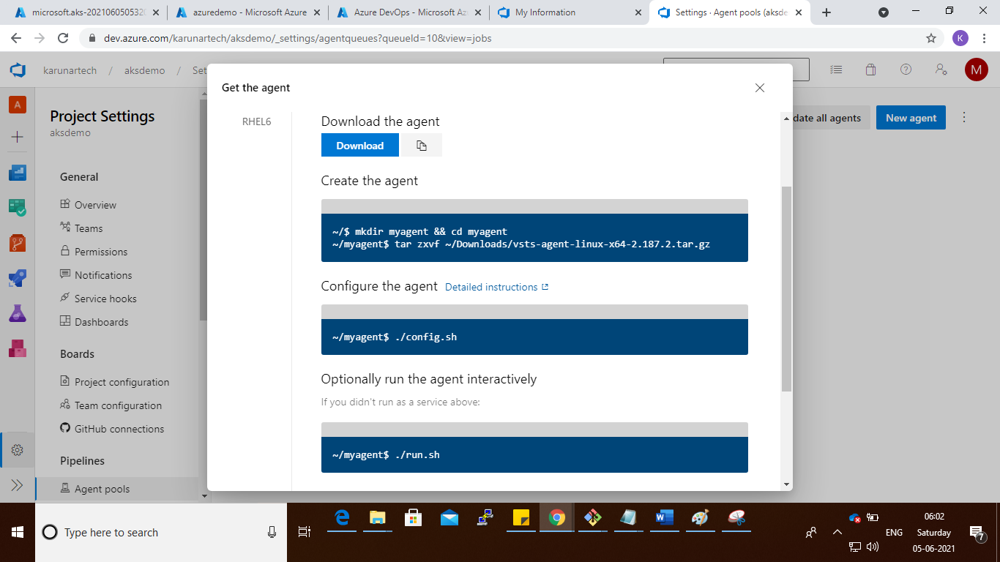 microsoft.aks-2021060505320
azuredemo - Microsoft Azure
Azure DevOps - Microsoft Az
My Information
Settings · Agent pools (aksde
dev.azure.com/karunartech/aksdemo/_settings/agentqueues?queueId=10&view=jobs
K
karunartech / aksdemo / Set
M
A
Project Settings
aksdemo
General
Overview
Teams
Permissions
Notifications
Service hooks
Dashboards
Boards
Project configuration
Team configuration
GitHub connections
Pipelines
Agent pools
date all agents
New agent
Get the agent
RHEL6
Download the agent
Download
Create the agent
~/$ mkdir myagent && cd myagent
~/myagent$ tar zxvf ~/Downloads/vsts-agent-linux-x64-2.187.2.tar.gz
Configure the agent Detailed instructions
~/myagent$ ./config.sh
Optionally run the agent interactively
If you didn't run as a service above:
~/myagent$ ./run.sh
Type here to search
ENG
06:02
Saturday
05-06-2021
7